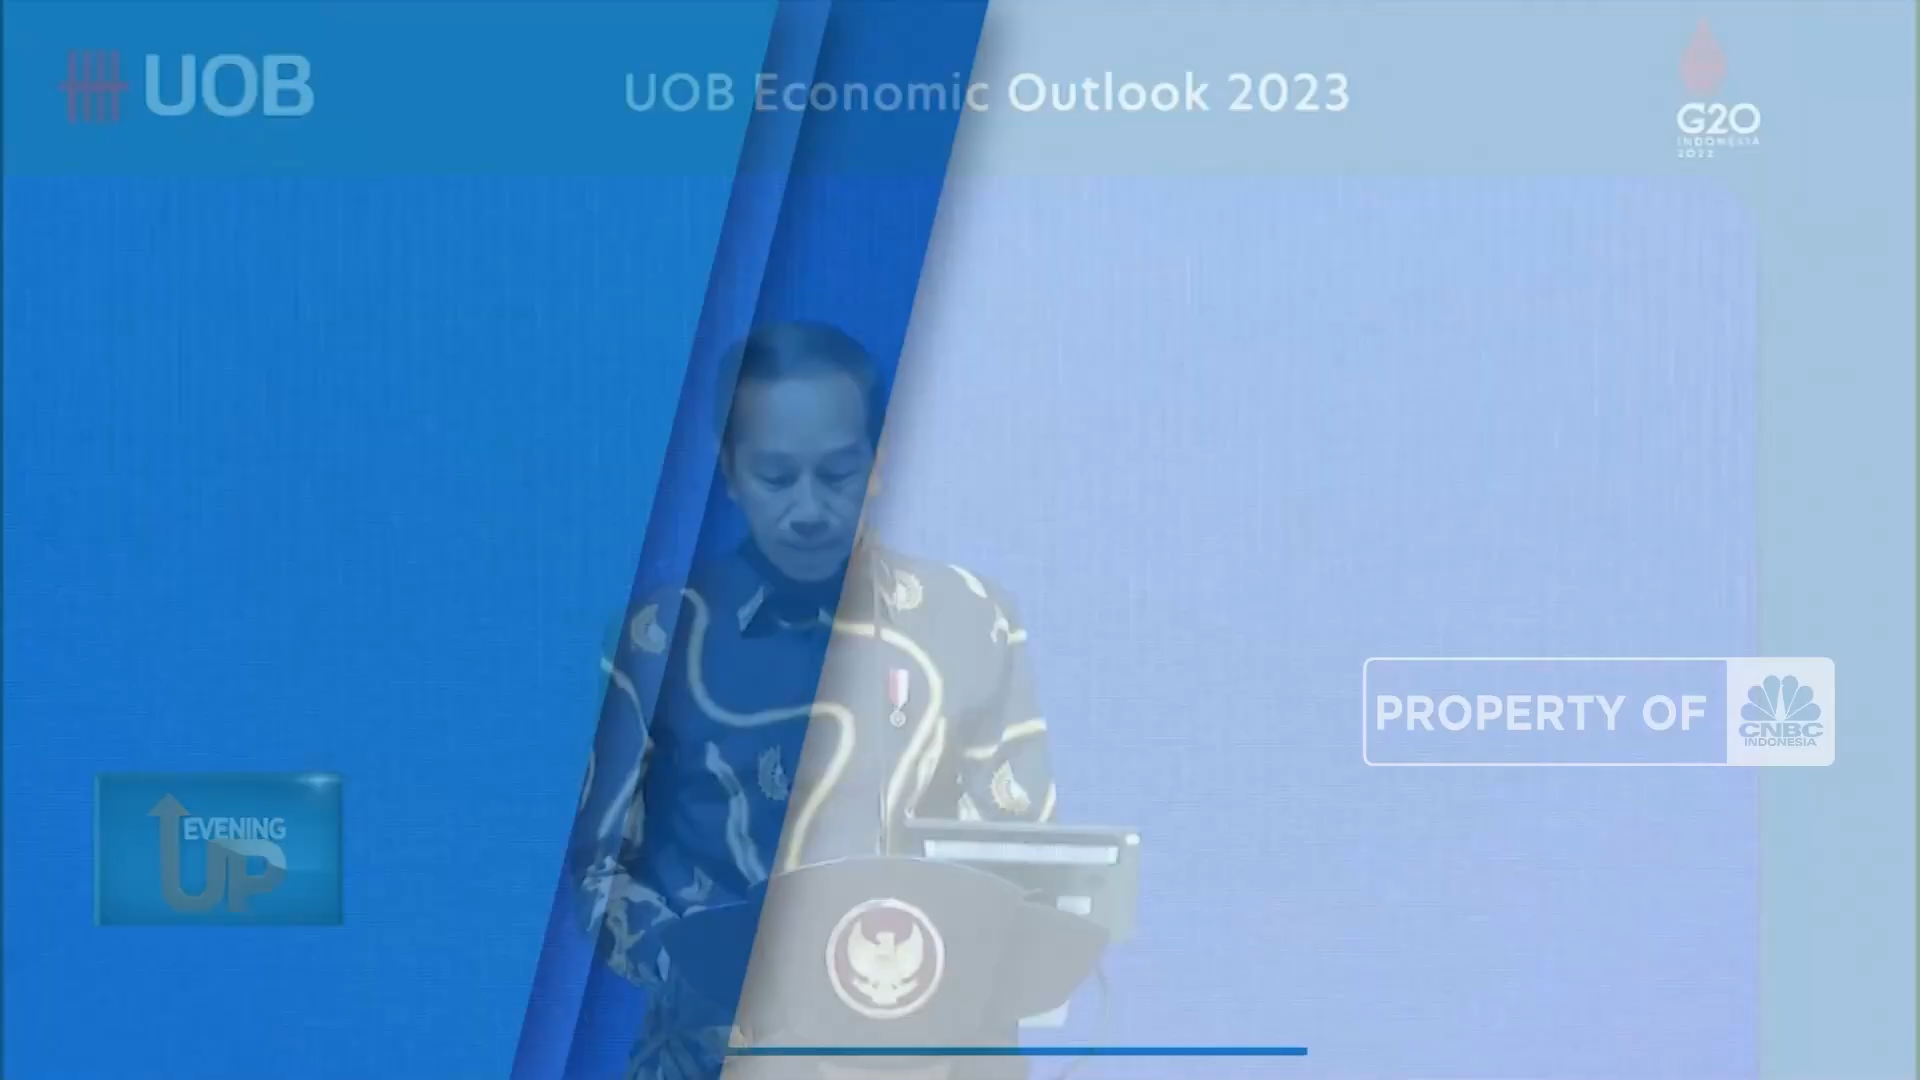 UOB
UOB Economic Outlook 2023
G20
INDONESIA
2022
PROPERTY OF
CNBC
INDONESIA
EVENING
UP